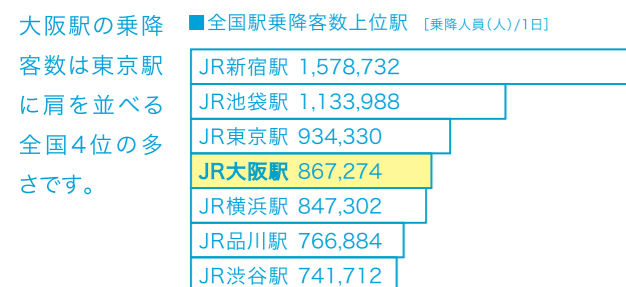 大阪駅の乗降
客数は東京駅
に肩を並べる
全国4位の多
さです。
■全国駅乗降客数上位駅 [乗降人員(人)/1日]
JR新宿駅 1,578,732
JR池袋駅 1,133,988
JR東京駅 934,330
JR大阪駅 867,274
JR横浜駅 847,302
JR品川駅 766,884
JR渋谷駅 741,712